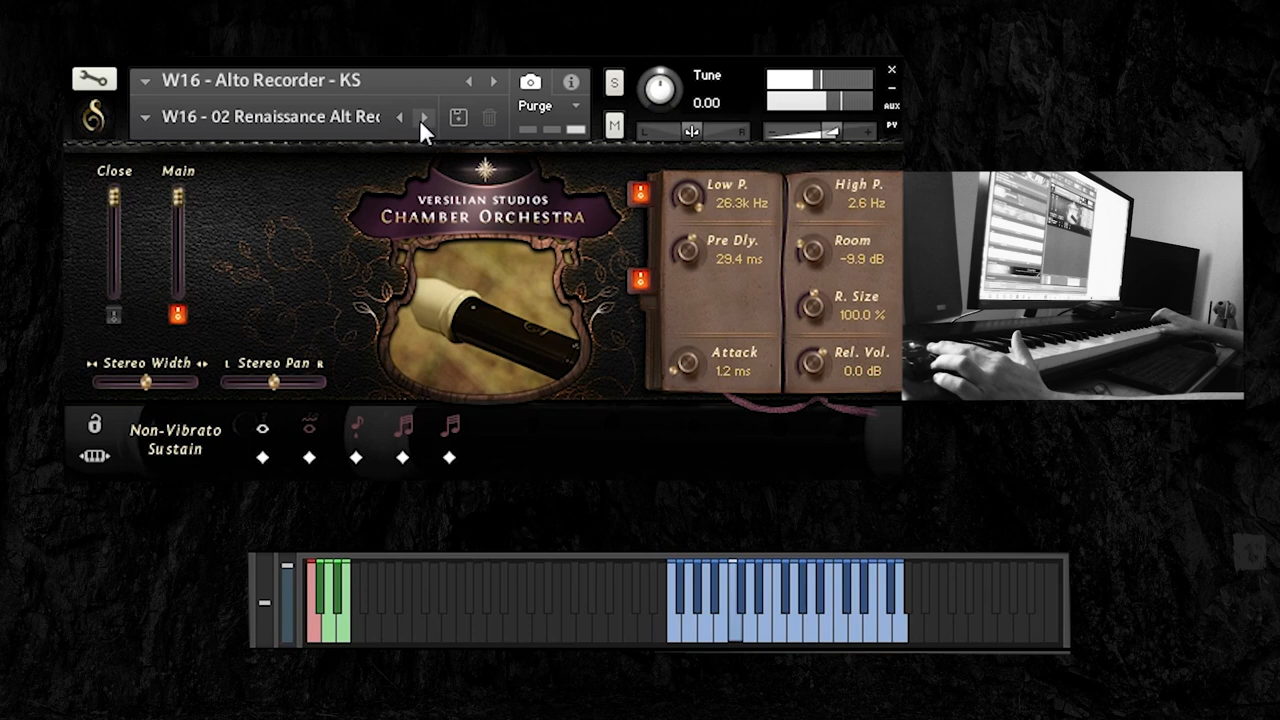 W16 - Alto Recorder - KS
W16 - 02 Renaissance Alt Rec
Purge
S
M
Tune
0.00
L R
AUX
PV
Close Main
VERSILIAN STUDIOS
CHAMBER ORCHESTRA
Low P.
26.3k Hz
High P.
2.6 Hz
Pre Dly.
29.4 ms
Room
-9.9 dB
R. Size
100.0 %
Attack
1.2 ms
Rel. Vol.
0.0 dB
Stereo Width
L Stereo Pan R
Non-Vibrato
Sustain